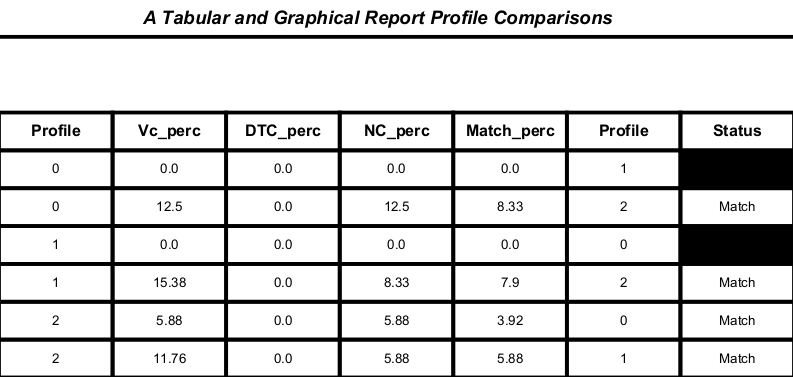 A Tabular and Graphical Report Profile Comparisons
Profile Vc_perc DTC_perc NC_perc Match_perc Profile Status
0 0.0 0.0 0.0 0.0 1
0 12.5 0.0 12.5 8.33 2 Match
1 0.0 0.0 0.0 0.0 0
1 15.38 0.0 8.33 7.9 2 Match
2 5.88 0.0 5.88 3.92 0 Match
2 11.76 0.0 5.88 5.88 1 Match